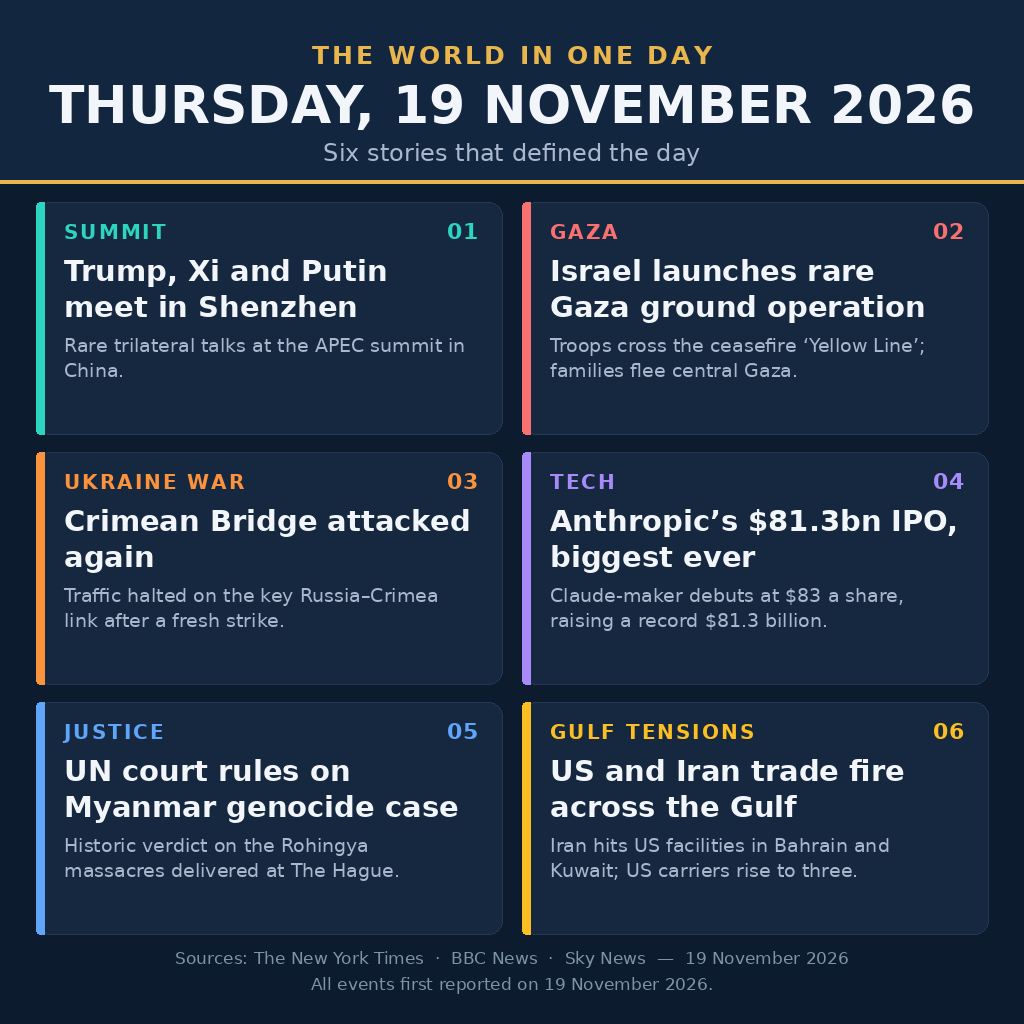 THE WORLD IN ONE DAY
THURSDAY, 19 NOVEMBER 2026
Six stories that defined the day
SUMMIT 01
Trump, Xi and Putin
meet in Shenzhen
Rare trilateral talks at the APEC summit in
China.
GAZA 02
Israel launches rare
Gaza ground operation
Troops cross the ceasefire ‘Yellow Line’;
families flee central Gaza.
UKRAINE WAR 03
Crimean Bridge attacked
again
Traffic halted on the key Russia–Crimea
link after a fresh strike.
TECH 04
Anthropic’s $81.3bn IPO,
biggest ever
Claude-maker debuts at $83 a share,
raising a record $81.3 billion.
JUSTICE 05
UN court rules on
Myanmar genocide case
Historic verdict on the Rohingya
massacres delivered at The Hague.
GULF TENSIONS 06
US and Iran trade fire
across the Gulf
Iran hits US facilities in Bahrain and
Kuwait; US carriers rise to three.
Sources: The New York Times · BBC News · Sky News — 19 November 2026
All events first reported on 19 November 2026.